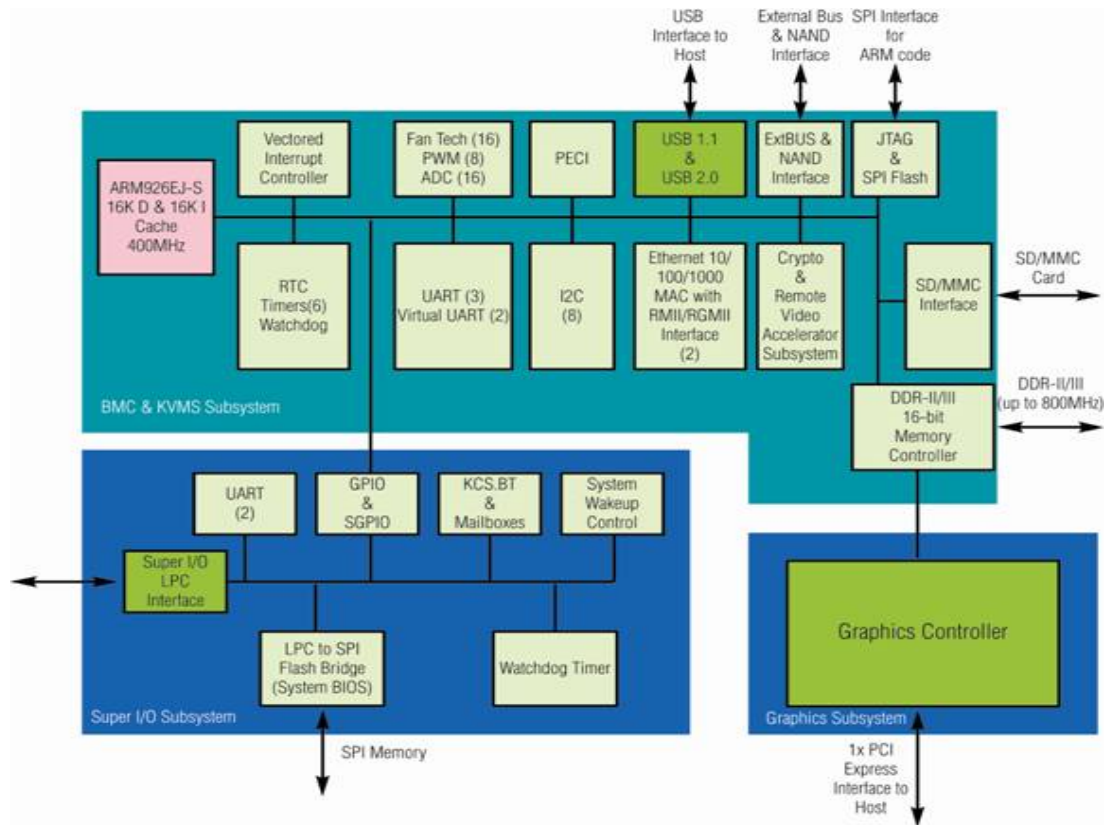 USB
Interface to
Host
External Bus
& NAND
Interface
SPI Interface
for
ARM code
Vectored
Interrupt
Controller
Fan Tech (16)
PWM (8)
ADC (16)
PECI
USB 1.1
&
USB 2.0
ExtBUS &
NAND
Interface
JTAG
&
SPI Flash
ARM926EJ-S
16K D & 16K I
Cache
400MHz
RTC
Timers(6)
Watchdog
UART (3)
Virtual UART (2)
I2C
(8)
Ethernet 10/
100/1000
MAC with
RMII/RGMII
Interface
(2)
Crypto
&
Remote
Video
Accelerator
Subsystem
SD/MMC
Interface
SD/MMC
Card
BMC & KVMS Subsystem
DDR-II/III
16-bit
Memory
Controller
DDR-II/III
(up to 800MHz)
UART
(2)
GPIO
&
SGPIO
KCS.BT
&
Mailboxes
System
Wakeup
Control
Super I/O
LPC
Interface
LPC to SPI
Flash Bridge
(System BIOS)
Watchdog Timer
Super I/O Subsystem
SPI Memory
Graphics Controller
Graphics Subsystem
1x PCI
Express
Interface to
Host